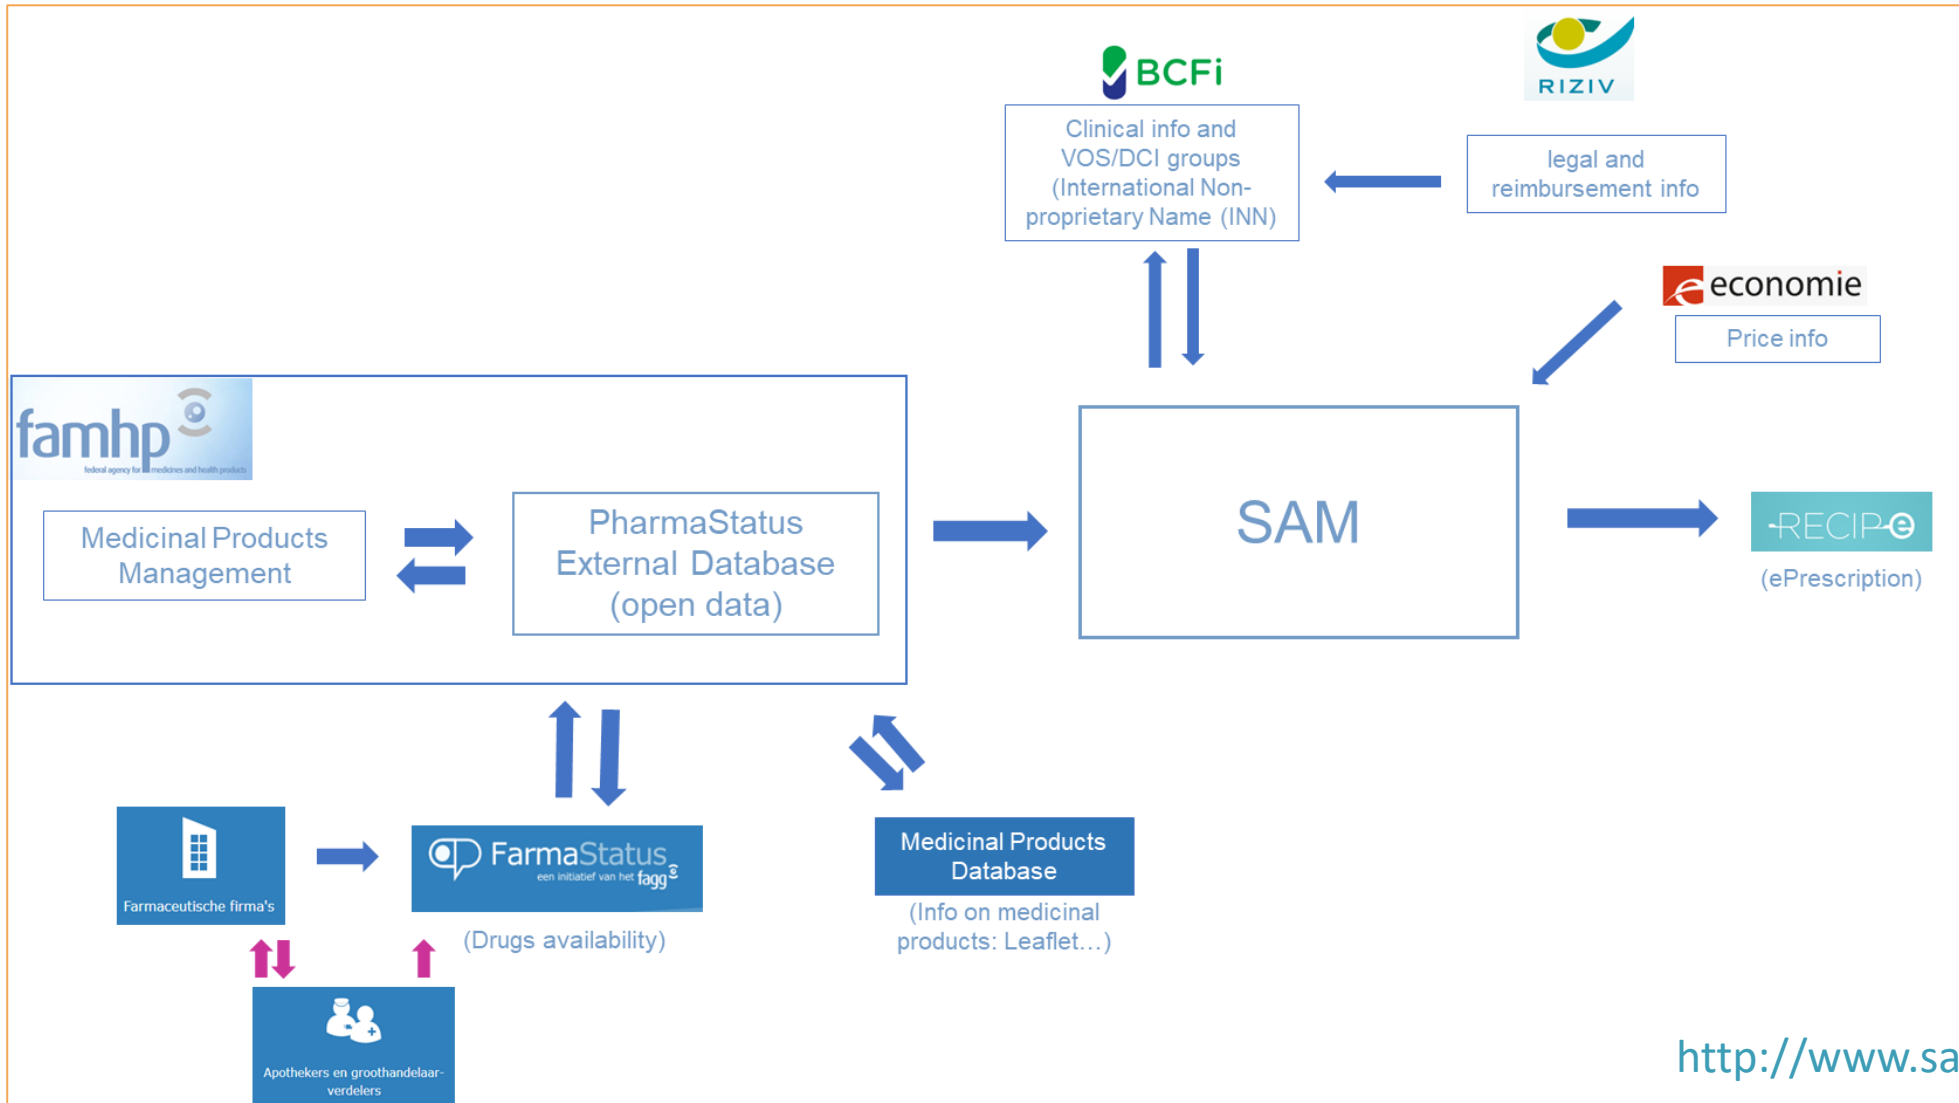 BCFi
RIZIV
Clinical info and
VOS/DCI groups
(International Non-
proprietary Name (INN)
legal and
reimbursement info
economie
Price info
famhp
federal agency for medicines and health products
Medicinal Products
Management
PharmaStatus
External Database
(open data)
SAM
RECIP-e
(ePrescription)
Farmaceutische firma's
FarmaStatus
een initiatief van het fagg
(Drugs availability)
Medicinal Products
Database
(Info on medicinal
products: Leaflet…)
Apothekers en groothandelaar-
verdelers
http://www.sa